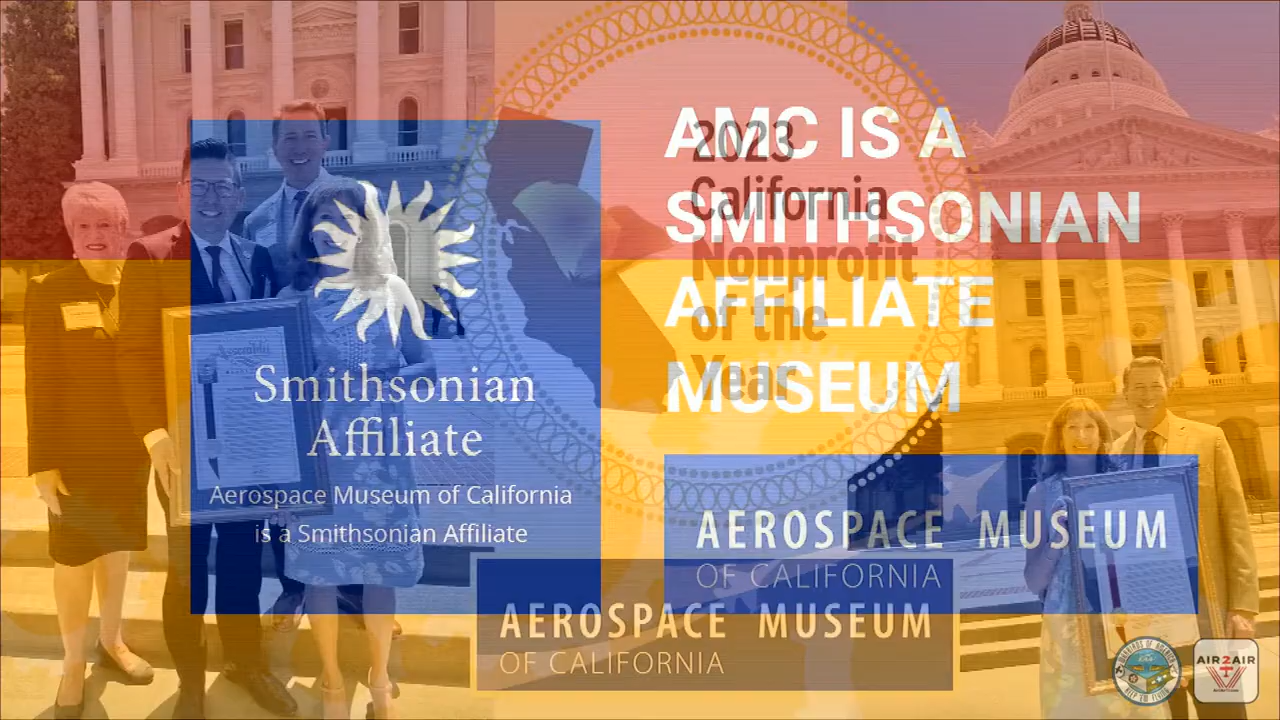 AMC IS A
SMITHSONIAN
AFFILIATE
MUSEUM
2023
California
Nonprofit
of the
Year
Smithsonian
Affiliate
Aerospace Museum of California
is a Smithsonian Affiliate
AEROSPACE MUSEUM
OF CALIFORNIA
AEROSPACE MUSEUM
OF CALIFORNIA
AIR2AIR